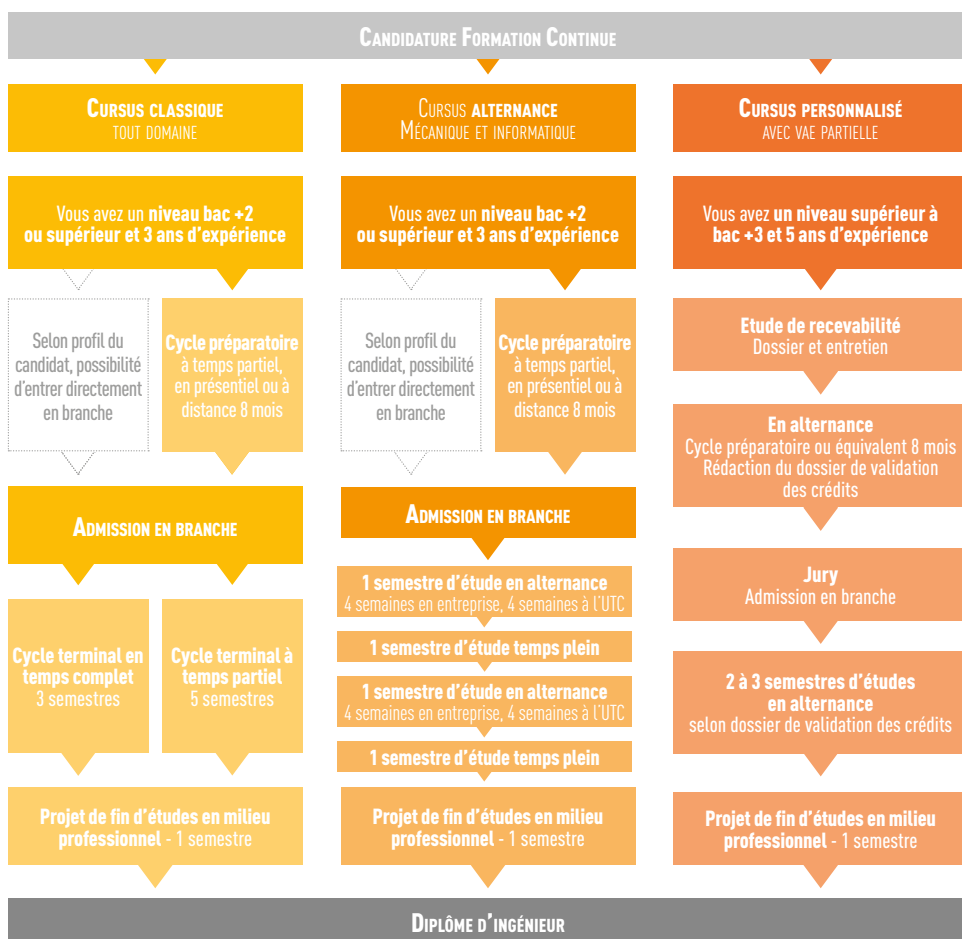 Candidature Formation Continue
Cursus classique
tout domaine
Vous avez un niveau bac +2
ou supérieur et 3 ans d'expérience
Selon profil du
candidat, possibilité
d'entrer directement
en branche
Cycle préparatoire
à temps partiel,
en présentiel ou à
distance 8 mois
Admission en branche
Cycle terminal en
temps complet
3 semestres
Cycle terminal à
temps partiel
5 semestres
Projet de fin d'études en milieu
professionnel - 1 semestre
Cursus alternance
Mécanique et informatique
Vous avez un niveau bac +2
ou supérieur et 3 ans d'expérience
Selon profil du
candidat, possibilité
d'entrer directement
en branche
Cycle préparatoire
à temps partiel,
en présentiel ou à
distance 8 mois
Admission en branche
1 semestre d'étude en alternance
4 semaines en entreprise, 4 semaines à l'UTC
1 semestre d'étude temps plein
1 semestre d'étude en alternance
4 semaines en entreprise, 4 semaines à l'UTC
1 semestre d'étude temps plein
Projet de fin d'études en milieu
professionnel - 1 semestre
Cursus personnalisé
avec VAE partielle
Vous avez un niveau supérieur à
bac +3 et 5 ans d'expérience
Etude de recevabilité
Dossier et entretien
En alternance
Cycle préparatoire ou équivalent 8 mois
Rédaction du dossier de validation
des crédits
Jury
Admission en branche
2 à 3 semestres d'études
en alternance
selon dossier de validation des crédits
Projet de fin d'études en milieu
professionnel - 1 semestre
Diplôme d'ingénieur